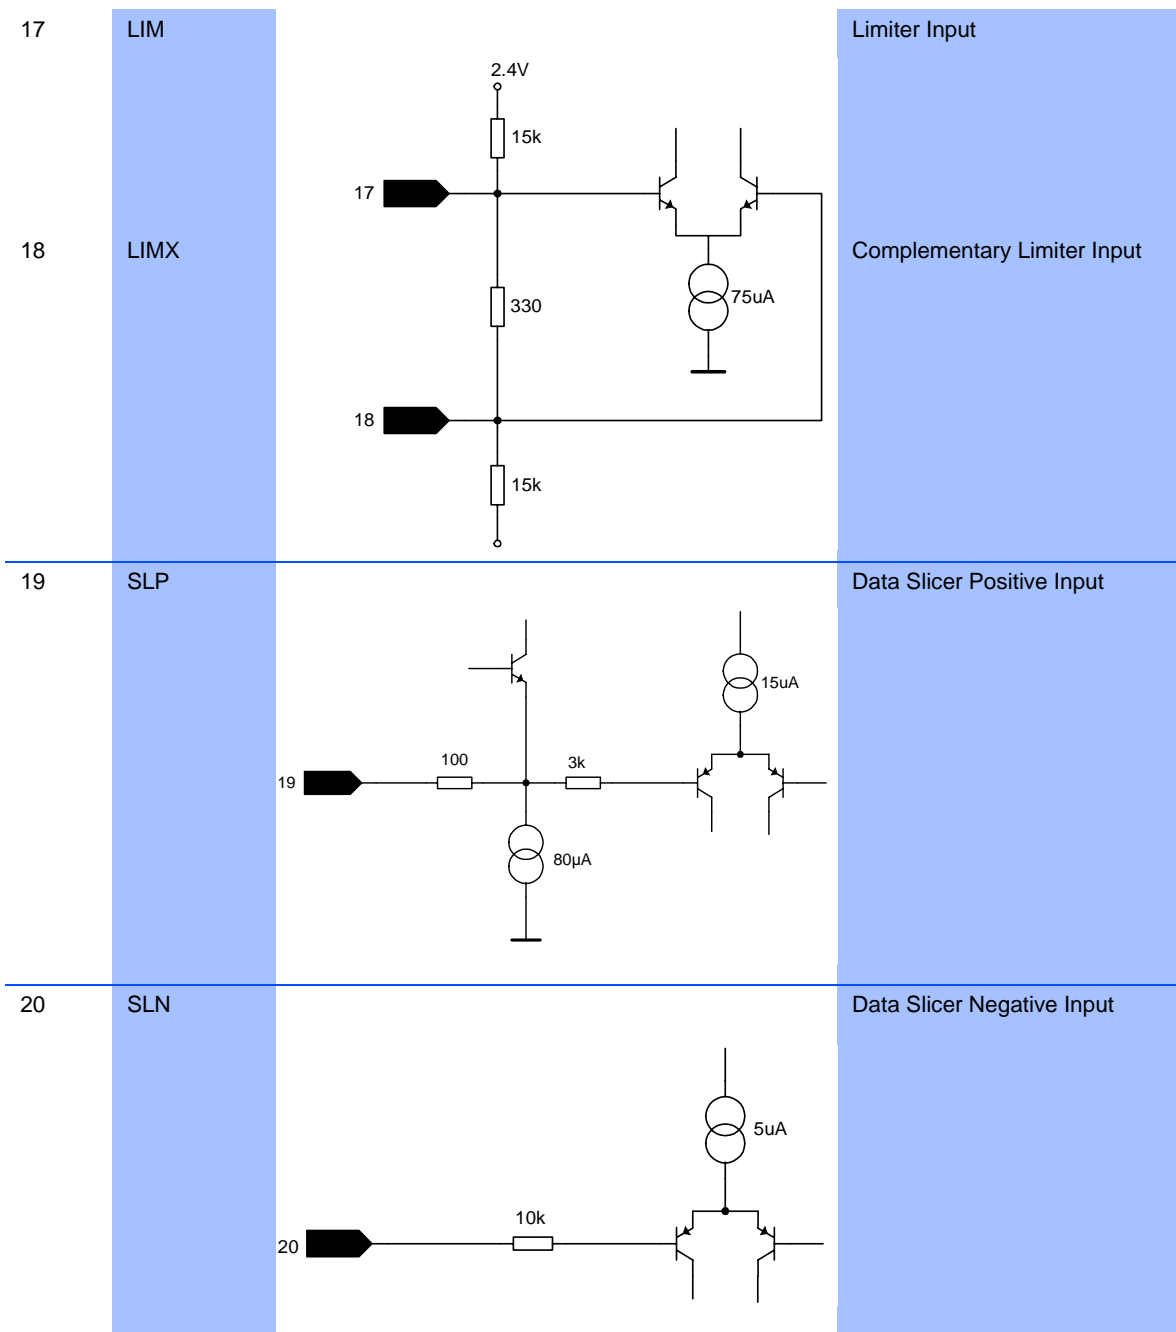 17 LIM Limiter Input
2.4V
15k
17
18 LIMX Complementary Limiter Input
75uA
330
18
15k
19 SLP Data Slicer Positive Input
15uA
100
3k
19
80µA
20 SLN Data Slicer Negative Input
5uA
10k
20